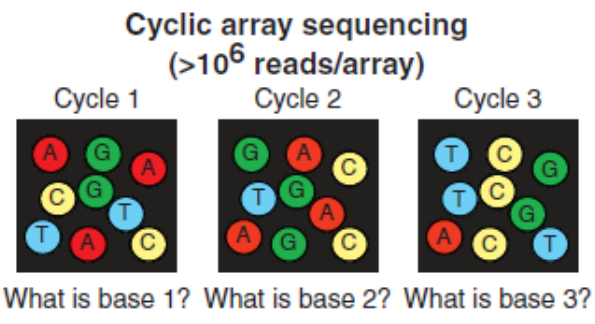 Cyclic array sequencing
(>10⁶ reads/array)
Cycle 1 Cycle 2 Cycle 3
A G A G A C T C G
C G T T G A T C G
T A C A G C A C T
What is base 1? What is base 2? What is base 3?